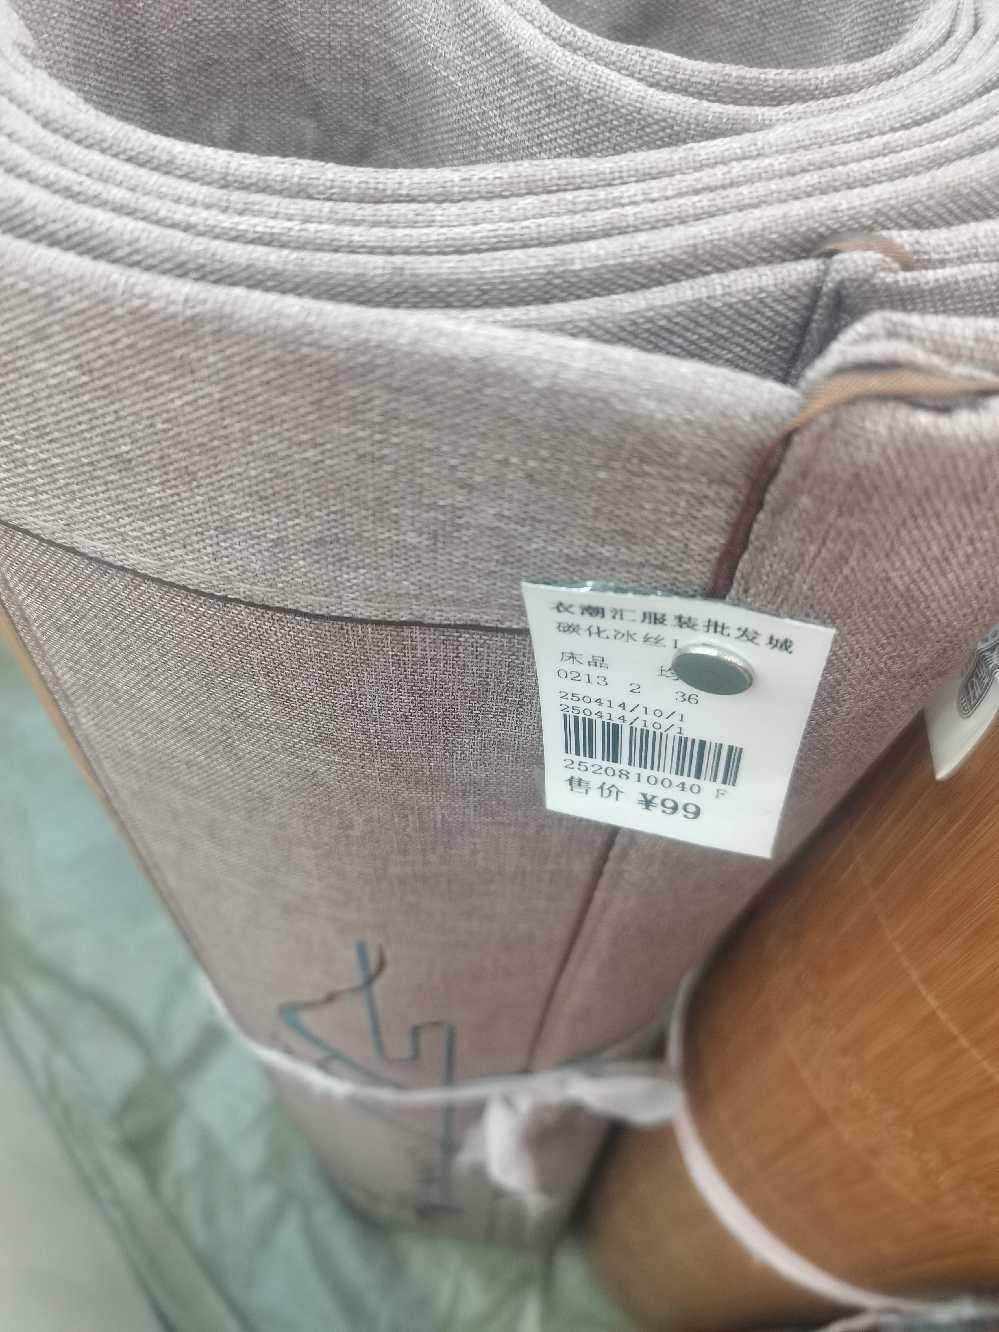 衣潮汇服装批发城
碳化冰丝1
床品
0213 2 36
250414/10/1
250414/10/1
2520810040 F
售价 ¥99